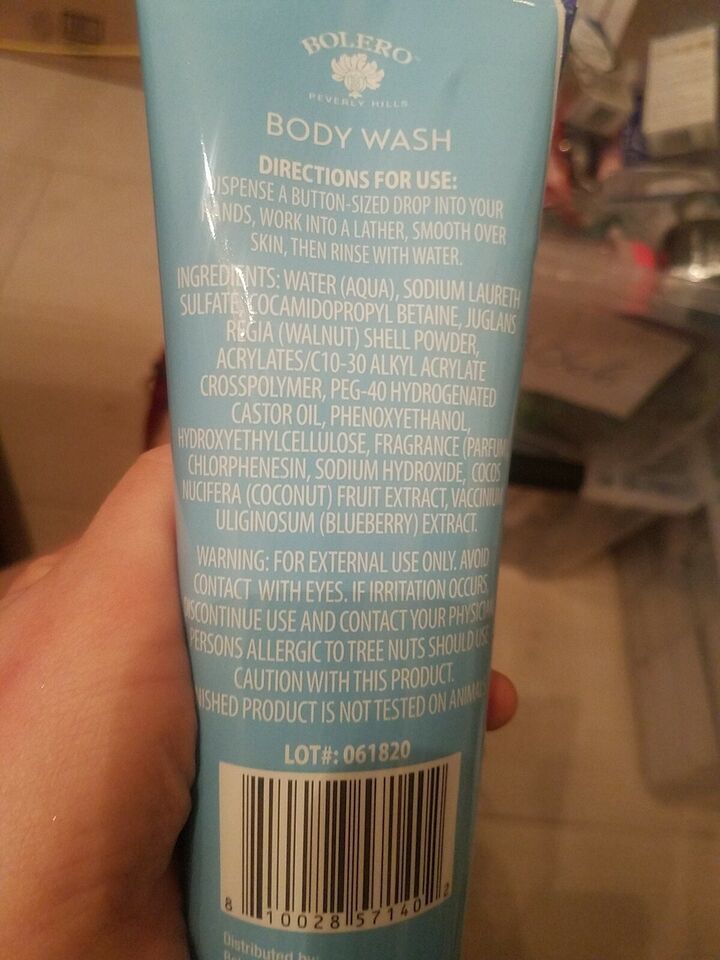 BOLERO
BEVERLY HILLS
BODY WASH
DIRECTIONS FOR USE:
DISPENSE A BUTTON-SIZED DROP INTO YOUR
HANDS, WORK INTO A LATHER, SMOOTH OVER
SKIN, THEN RINSE WITH WATER.
INGREDIENTS: WATER (AQUA), SODIUM LAURETH
SULFATE, COCAMIDOPROPYL BETAINE, JUGLANS
REGIA (WALNUT) SHELL POWDER,
ACRYLATES/C10-30 ALKYL ACRYLATE
CROSSPOLYMER, PEG-40 HYDROGENATED
CASTOR OIL, PHENOXYETHANOL,
HYDROXYETHYLCELLULOSE, FRAGRANCE (PARFUM
CHLORPHENESIN, SODIUM HYDROXIDE, COCOS
NUCIFERA (COCONUT) FRUIT EXTRACT, VACCINIUM
ULIGINOSUM (BLUEBERRY) EXTRACT.
WARNING: FOR EXTERNAL USE ONLY. AVOID
CONTACT WITH EYES. IF IRRITATION OCCURS,
DISCONTINUE USE AND CONTACT YOUR PHYSICIAN
PERSONS ALLERGIC TO TREE NUTS SHOULD USE
CAUTION WITH THIS PRODUCT.
NISHED PRODUCT IS NOT TESTED ON ANIMALS
LOT#: 061820
8 10028 57140 2
Distributed by